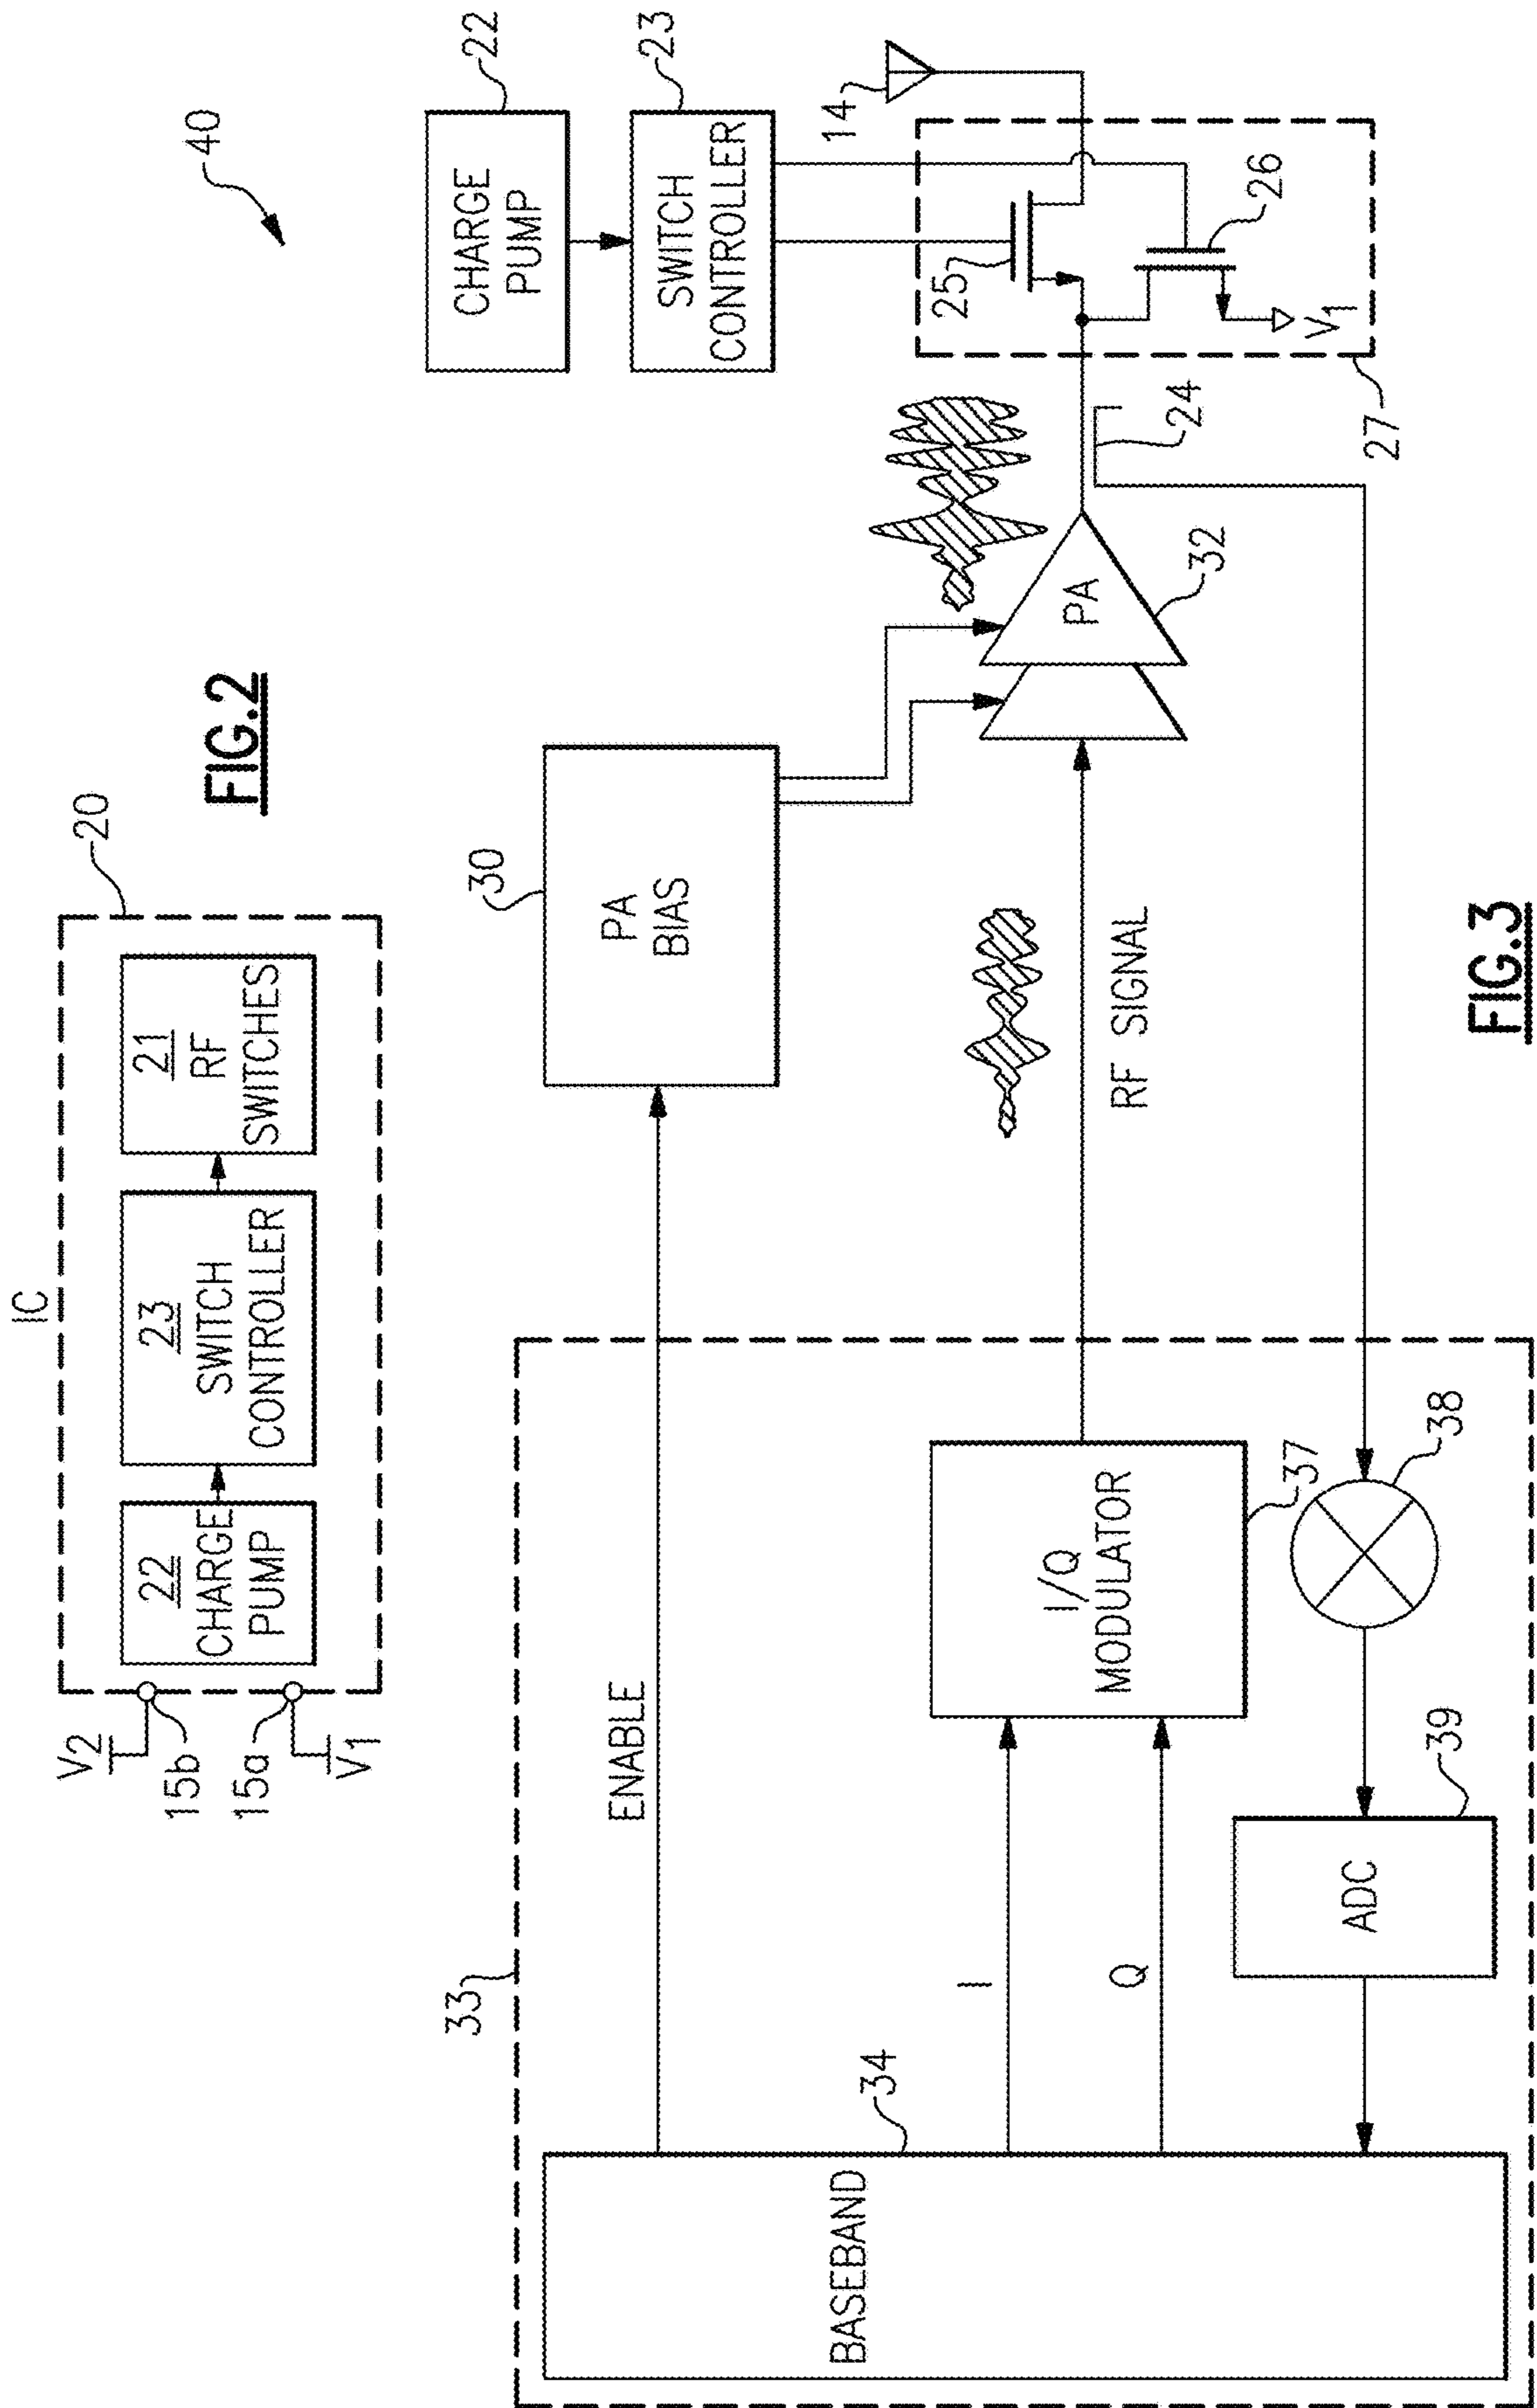 IC
20
V2
15b
15a
V1
22
CHARGE
PUMP
23
SWITCH
CONTROLLER
21
RF
SWITCHES
FIG.2
40
33
34
BASEBAND
ENABLE
I
Q
I/Q
MODULATOR
37
38
ADC
39
30
PA
BIAS
RF SIGNAL
PA
32
24
CHARGE
PUMP
22
SWITCH
CONTROLLER
23
14
25
26
V1
27
FIG.3